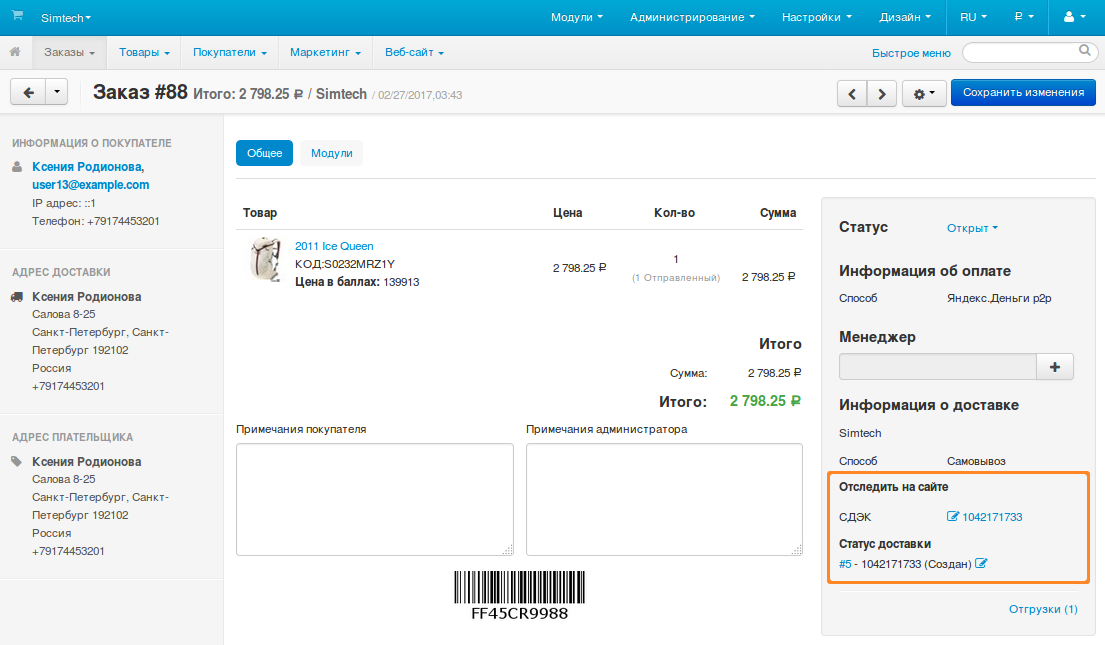 Simtech
Модули
Администрирование
Настройки
Дизайн
RU
₽
Заказы
Товары
Покупатели
Маркетинг
Веб-сайт
Быстрое меню
Заказ #88 Итого: 2 798.25 ₽ / Simtech / 02/27/2017,03:43
Сохранить изменения
ИНФОРМАЦИЯ О ПОКУПАТЕЛЕ
Ксения Родионова,
user13@example.com
IP адрес: ::1
Телефон: +79174453201
АДРЕС ДОСТАВКИ
Ксения Родионова
Салова 8-25
Санкт-Петербург, Санкт-
Петербург 192102
Россия
+79174453201
АДРЕС ПЛАТЕЛЬЩИКА
Ксения Родионова
Салова 8-25
Санкт-Петербург, Санкт-
Петербург 192102
Россия
+79174453201
Общее
Модули
Товар Цена Кол-во Сумма
2011 Ice Queen
КОД:S0232MRZ1Y
Цена в баллах: 139913
2 798.25 ₽
1
(1 Отправленный)
2 798.25 ₽
Итого
Сумма: 2 798.25 ₽
Итого: 2 798.25 ₽
Примечания покупателя
Примечания администратора
FF45CR9988
Статус Открыт
Информация об оплате
Способ Яндекс.Деньги p2p
Менеджер
Информация о доставке
Simtech
Способ Самовывоз
Отследить на сайте
СДЭК 1042171733
Статус доставки
#5 - 1042171733 (Создан)
Отгрузки (1)